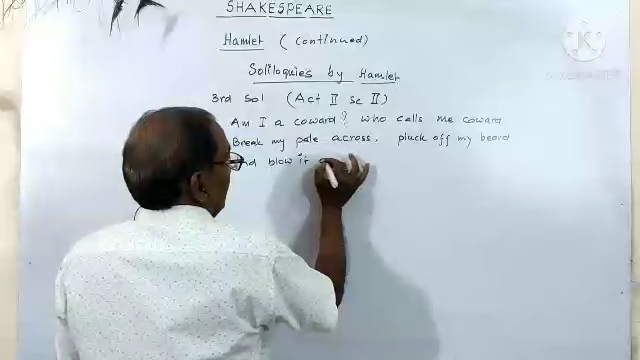 SHAKESPEARE
Hamlet ( continued)
Soliloquies by Hamlet
3rd Sol (Act II Sc II)
Am I a coward? who calls me coward
Break my pate across. pluck off my beard
And blow it